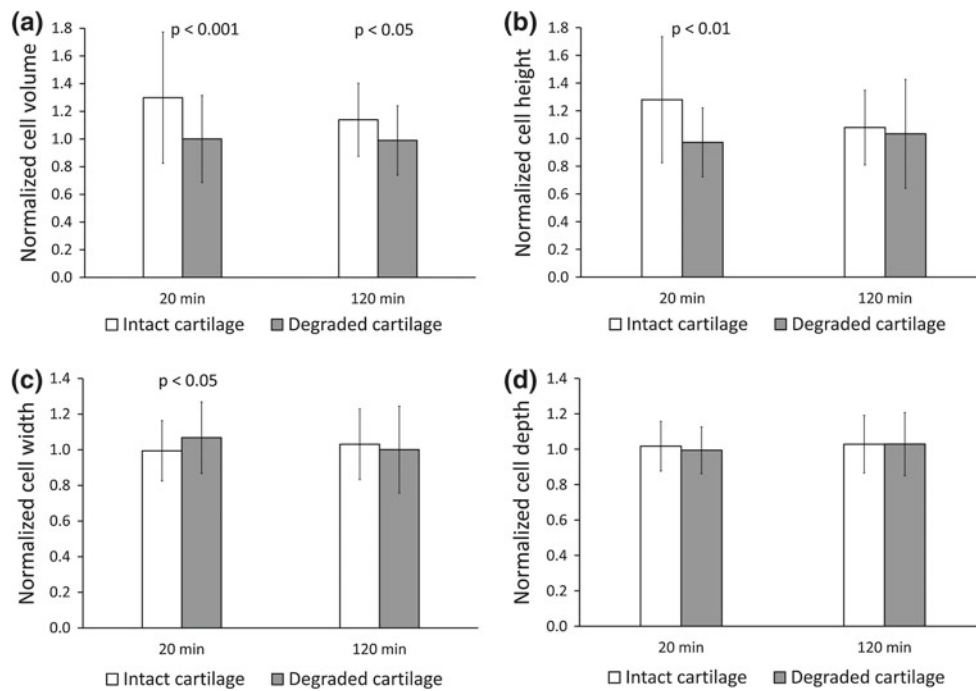 (a)
Normalized cell volume
1.8
1.6
1.4
1.2
1.0
0.8
0.6
0.4
0.2
0.0
p < 0.001
p < 0.05
20 min
120 min
Intact cartilage
Degraded cartilage
(b)
Normalized cell height
1.8
1.6
1.4
1.2
1.0
0.8
0.6
0.4
0.2
0.0
p < 0.01
20 min
120 min
Intact cartilage
Degraded cartilage
(c)
Normalized cell width
1.4
1.2
1.0
0.8
0.6
0.4
0.2
0.0
p < 0.05
20 min
120 min
Intact cartilage
Degraded cartilage
(d)
Normalized cell depth
1.4
1.2
1.0
0.8
0.6
0.4
0.2
0.0
20 min
120 min
Intact cartilage
Degraded cartilage